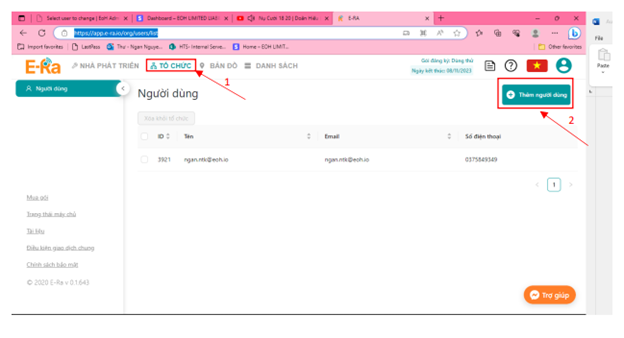 Select user to change | EoH Adm
Dashboard - EOH LIMITED
Nụ Cười 18 20 | Doãn Hiếu
E-RA
https://app.e-ra.io/org/users/list
Import favorites
LastPass
Thư - Ngan Nguye...
HTS- Internal Serve...
Home – EOH LIMIT...
Other favorites
File
Paste
E-Ra
NHÀ PHÁT TRIỂN
TỔ CHỨC
BẢN ĐỒ
DANH SÁCH
Gói đăng ký: Dùng thử
Ngày kết thúc: 08/11/2023
1
Người dùng
Người dùng
Thêm người dùng
2
Xóa khỏi tổ chức
ID
Tên
Email
Số điện thoại
3921
ngan.ntk@eoh.io
ngan.ntk@eoh.io
0375849349
1
Mua gói
Trạng thái máy chủ
Tài liệu
Điều kiện giao dịch chung
Chính sách bảo mật
© 2020 E-Ra v 0.1.643
Trợ giúp